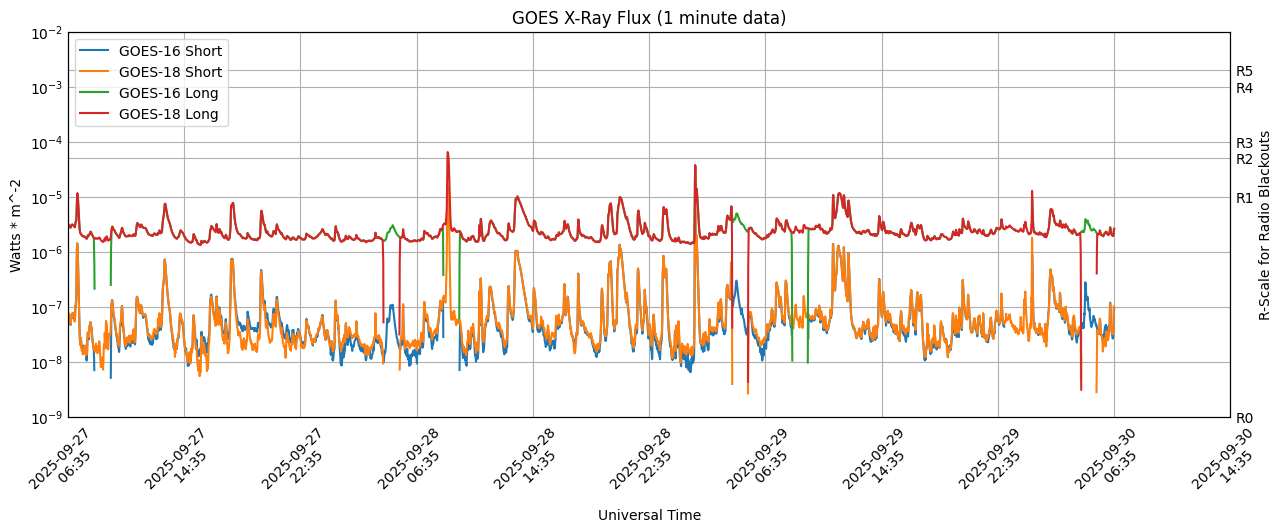 GOES X-Ray Flux (1 minute data)
GOES-16 Short
GOES-18 Short
GOES-16 Long
GOES-18 Long
10^-2
10^-3
10^-4
10^-5
10^-6
10^-7
10^-8
10^-9
Watts * m^-2
R5
R4
R3
R2
R1
R0
R-Scale for Radio Blackouts
2025-09-27
06:35
2025-09-27
14:35
2025-09-27
22:35
2025-09-28
06:35
2025-09-28
14:35
2025-09-28
22:35
2025-09-29
06:35
2025-09-29
14:35
2025-09-29
22:35
2025-09-30
06:35
2025-09-30
14:35
Universal Time